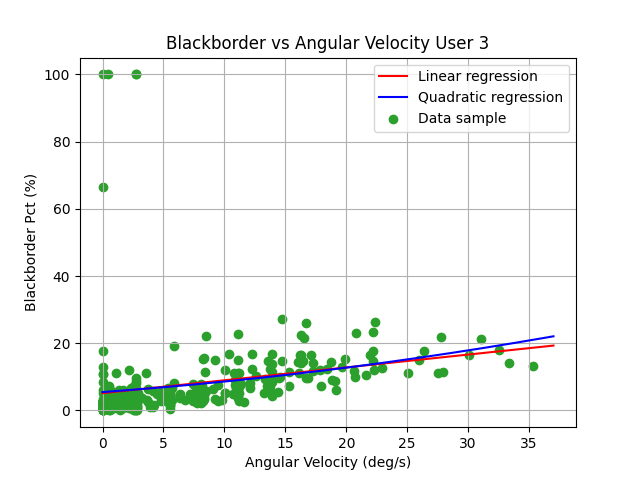 Blackborder vs Angular Velocity User 3
Linear regression
Quadratic regression
Data sample
100
80
60
40
20
0
Blackborder Pct (%)
0 5 10 15 20 25 30 35
Angular Velocity (deg/s)